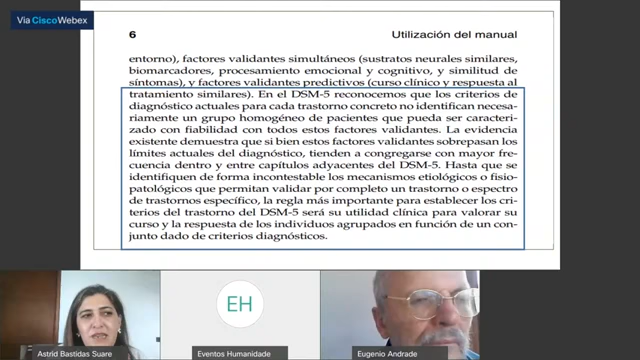 Via Cisco Webex
6 Utilización del manual
entorno), factores validantes simultáneos (sustratos neurales similares,
biomarcadores, procesamiento emocional y cognitivo, y similitud de
síntomas), y factores validantes predictivos (curso clínico y respuesta al
tratamiento similares). En el DSM-5 reconocemos que los criterios de
diagnóstico actuales para cada trastorno concreto no identifican necesa-
riamente un grupo homogéneo de pacientes que pueda ser caracteri-
zado con fiabilidad con todos estos factores validantes. La evidencia
existente demuestra que si bien estos factores validantes sobrepasan los
límites actuales del diagnóstico, tienden a congregarse con mayor fre-
cuencia dentro y entre capítulos adyacentes del DSM-5. Hasta que se
identifiquen de forma incontestable los mecanismos etiológicos o fisio-
patológicos que permitan validar por completo un trastorno o espectro
de trastornos específico, la regla más importante para establecer los cri-
terios del trastorno del DSM-5 será su utilidad clínica para valorar su
curso y la respuesta de los individuos agrupados en función de un con-
junto dado de criterios diagnósticos.
EH
Astrid Bastidas Suare
Eventos Humanidade
Eugenio Andrade